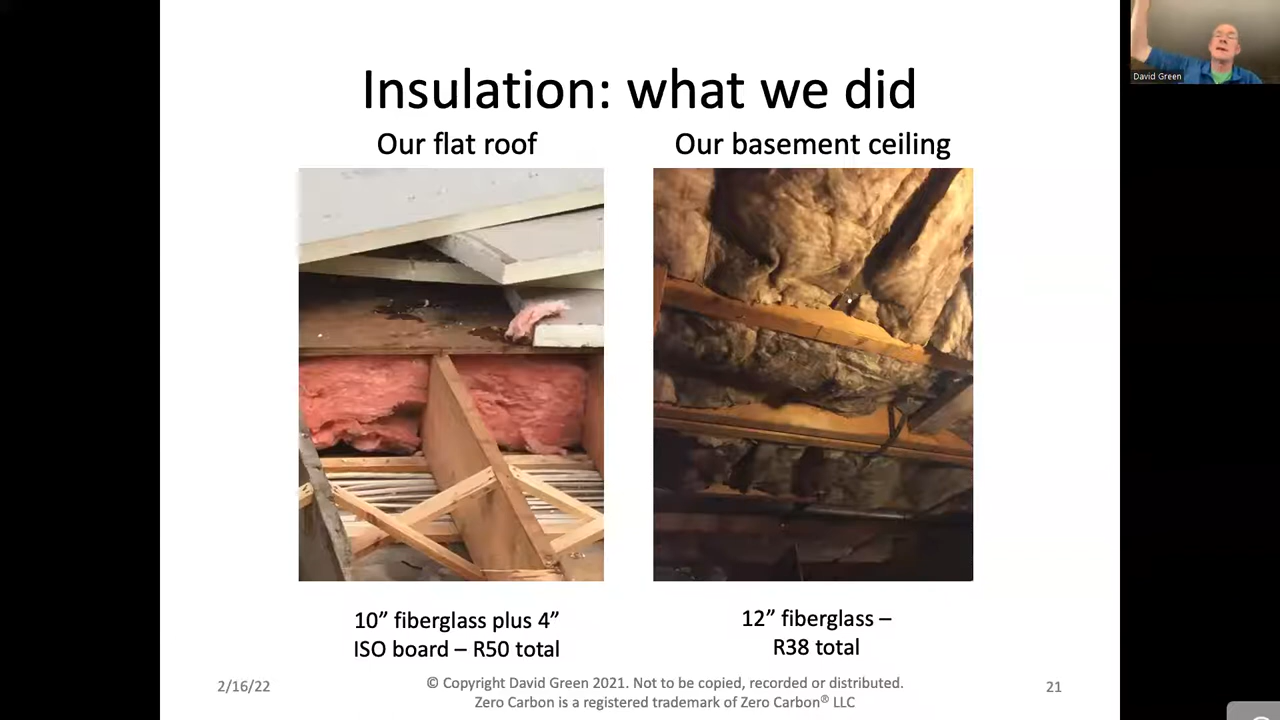 Insulation: what we did
Our flat roof
Our basement ceiling
10” fiberglass plus 4”
ISO board – R50 total
12” fiberglass –
R38 total
2/16/22
© Copyright David Green 2021. Not to be copied, recorded or distributed.
Zero Carbon is a registered trademark of Zero Carbon® LLC
21
David Green